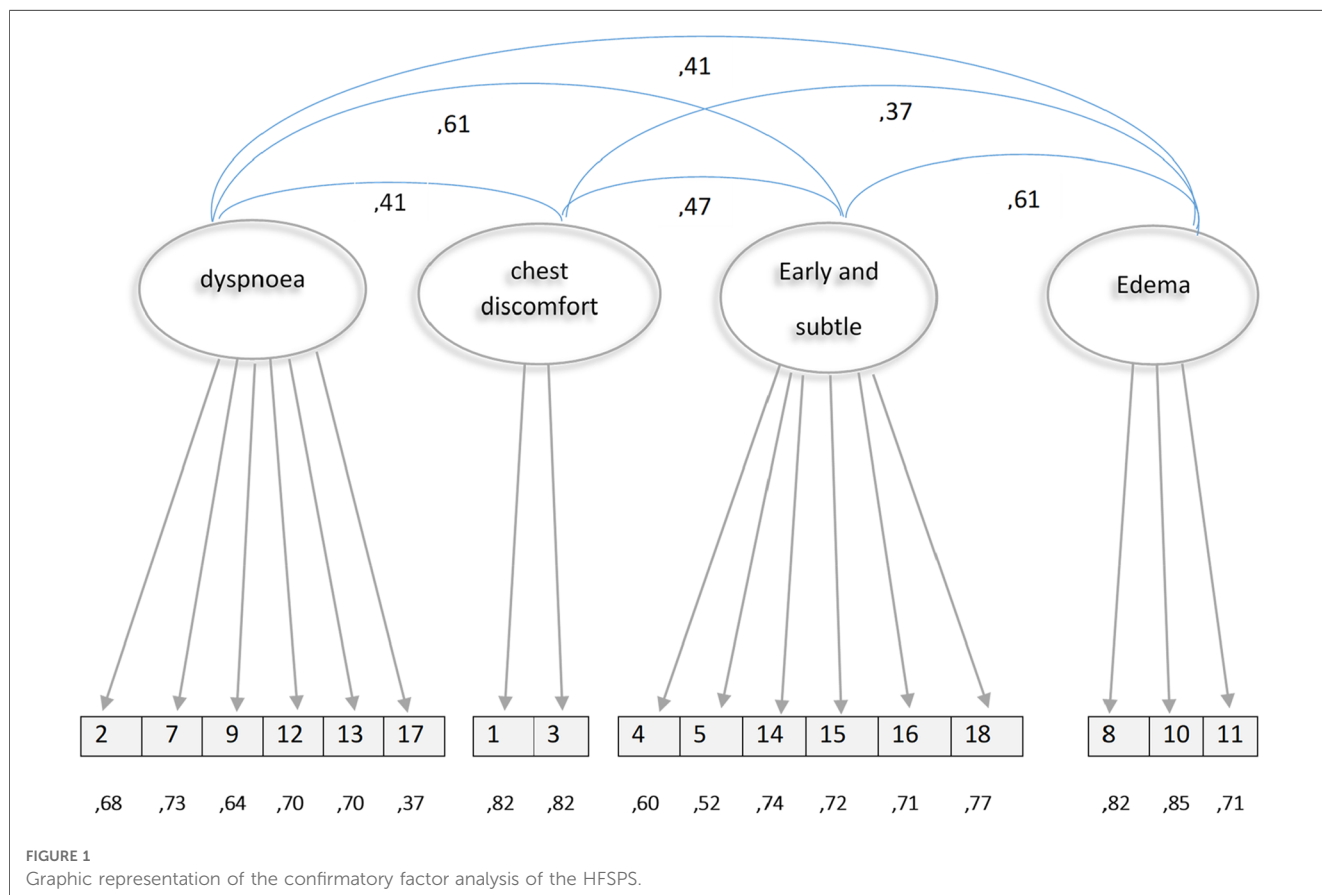 ,41
,61
,37
,41
,47
,61
dyspnoea
chest
discomfort
Early and
subtle
Edema
2 7 9 12 13 17 1 3 4 5 14 15 16 18 8 10 11
,68 ,73 ,64 ,70 ,70 ,37 ,82 ,82 ,60 ,52 ,74 ,72 ,71 ,77 ,82 ,85 ,71
FIGURE 1
Graphic representation of the confirmatory factor analysis of the HFSPS.